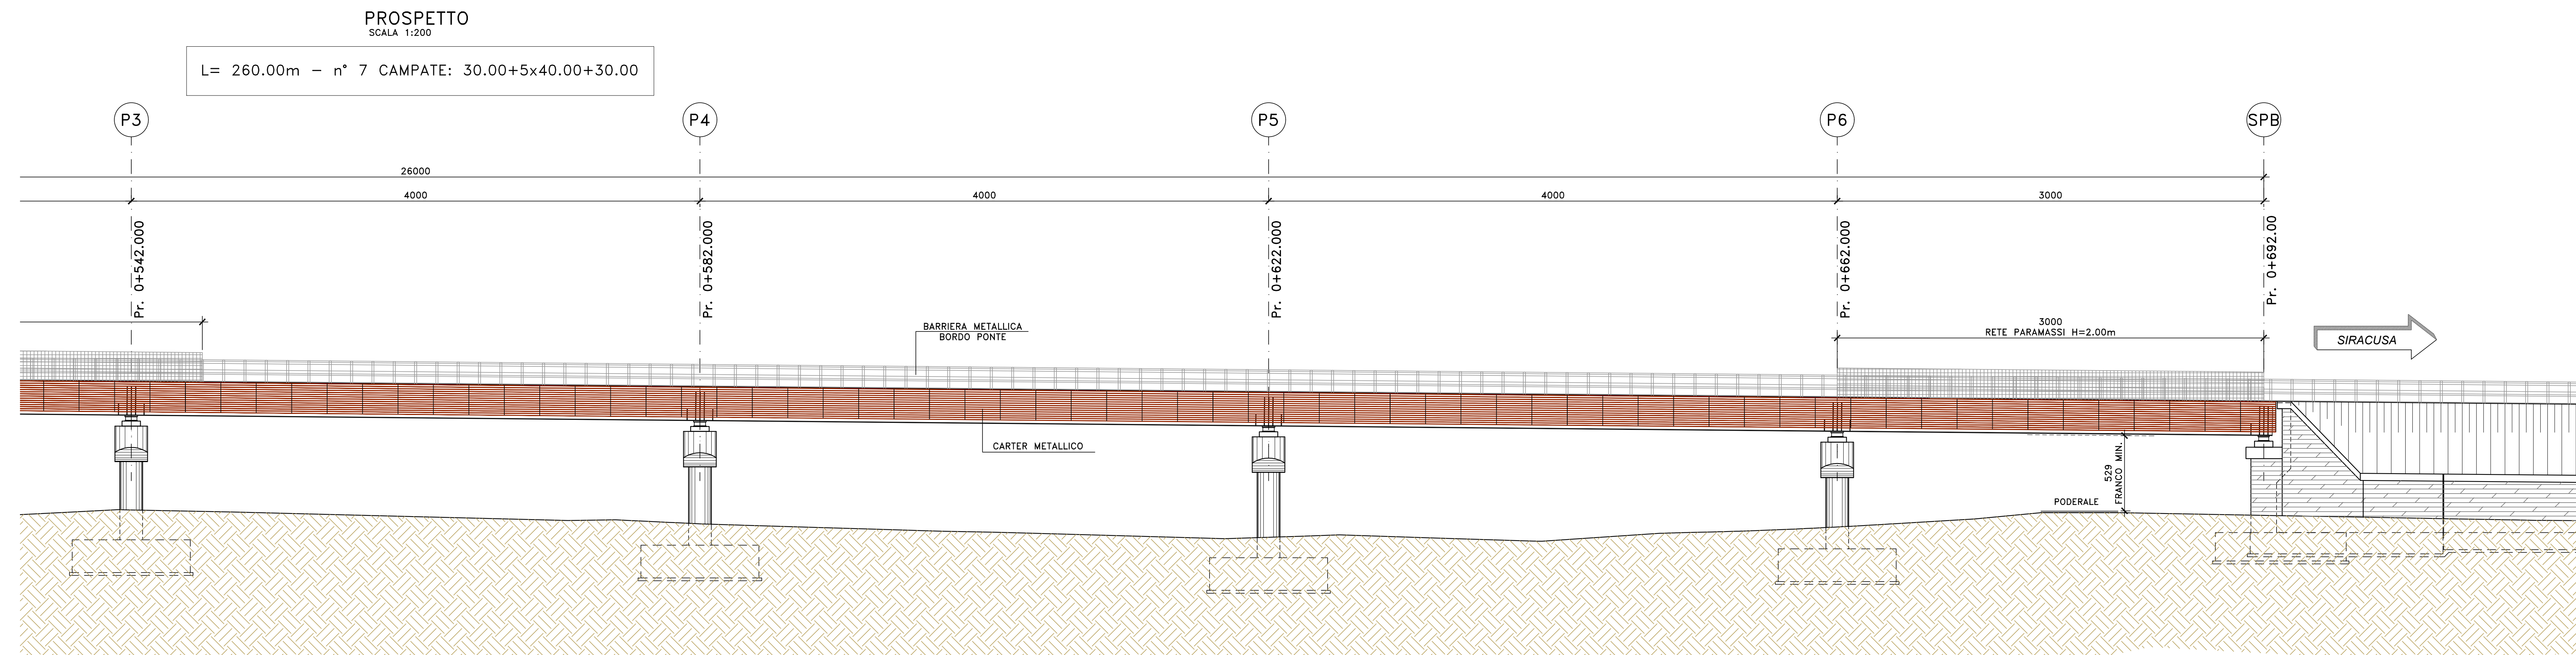 PROSPETTO
SCALA 1:200
L= 260.00m - n° 7 CAMPATE: 30.00+5x40.00+30.00
P3
P4
P5
P6
SPB
26000
4000
4000
4000
3000
Pr. 0+542.000
Pr. 0+582.000
Pr. 0+622.000
Pr. 0+662.000
Pr. 0+692.00
BARRIERA METALLICA
BORDO PONTE
3000
RETE PARAMASSI H=2.00m
SIRACUSA
CARTER METALLICO
529
FRANCO MIN.
PODERALE